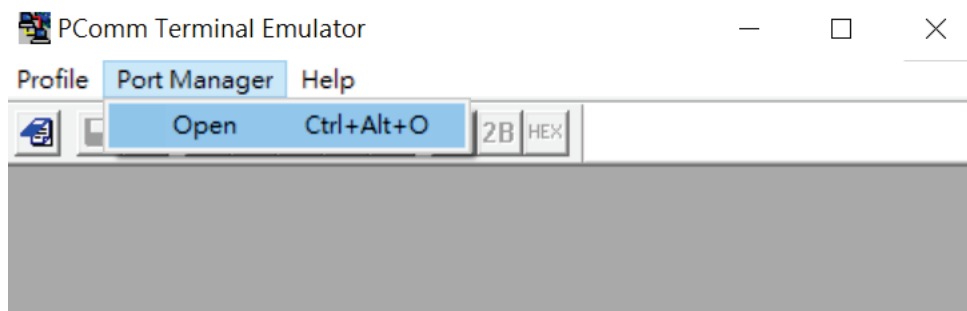 PComm Terminal Emulator
Profile Port Manager Help
Open Ctrl+Alt+O
2B HEX